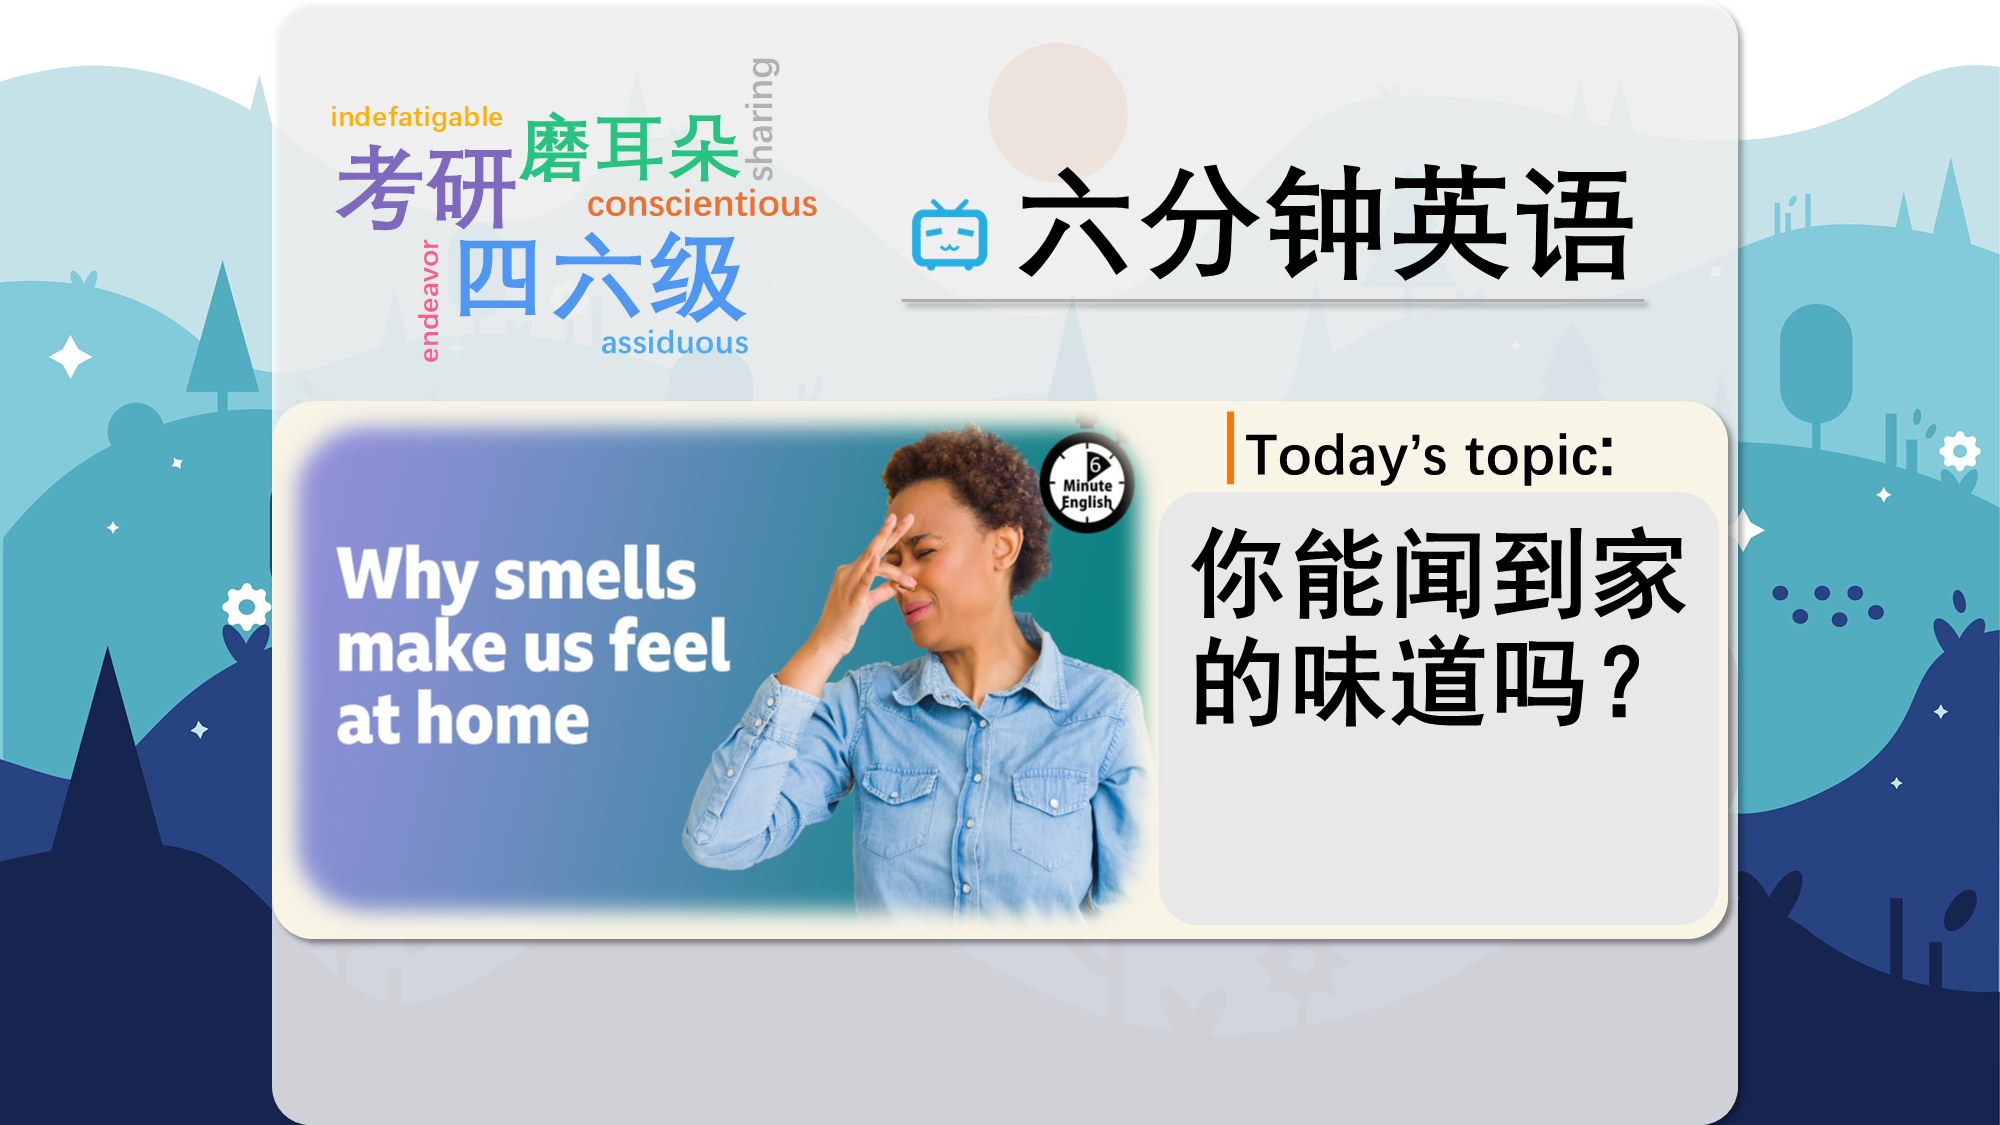 indefatigable
磨耳朵
sharing
考研
conscientious
endeavor
四六级
assiduous
六分钟英语
6
Minute
English
Why smells
make us feel
at home
Today’s topic:
你能闻到家
的味道吗？